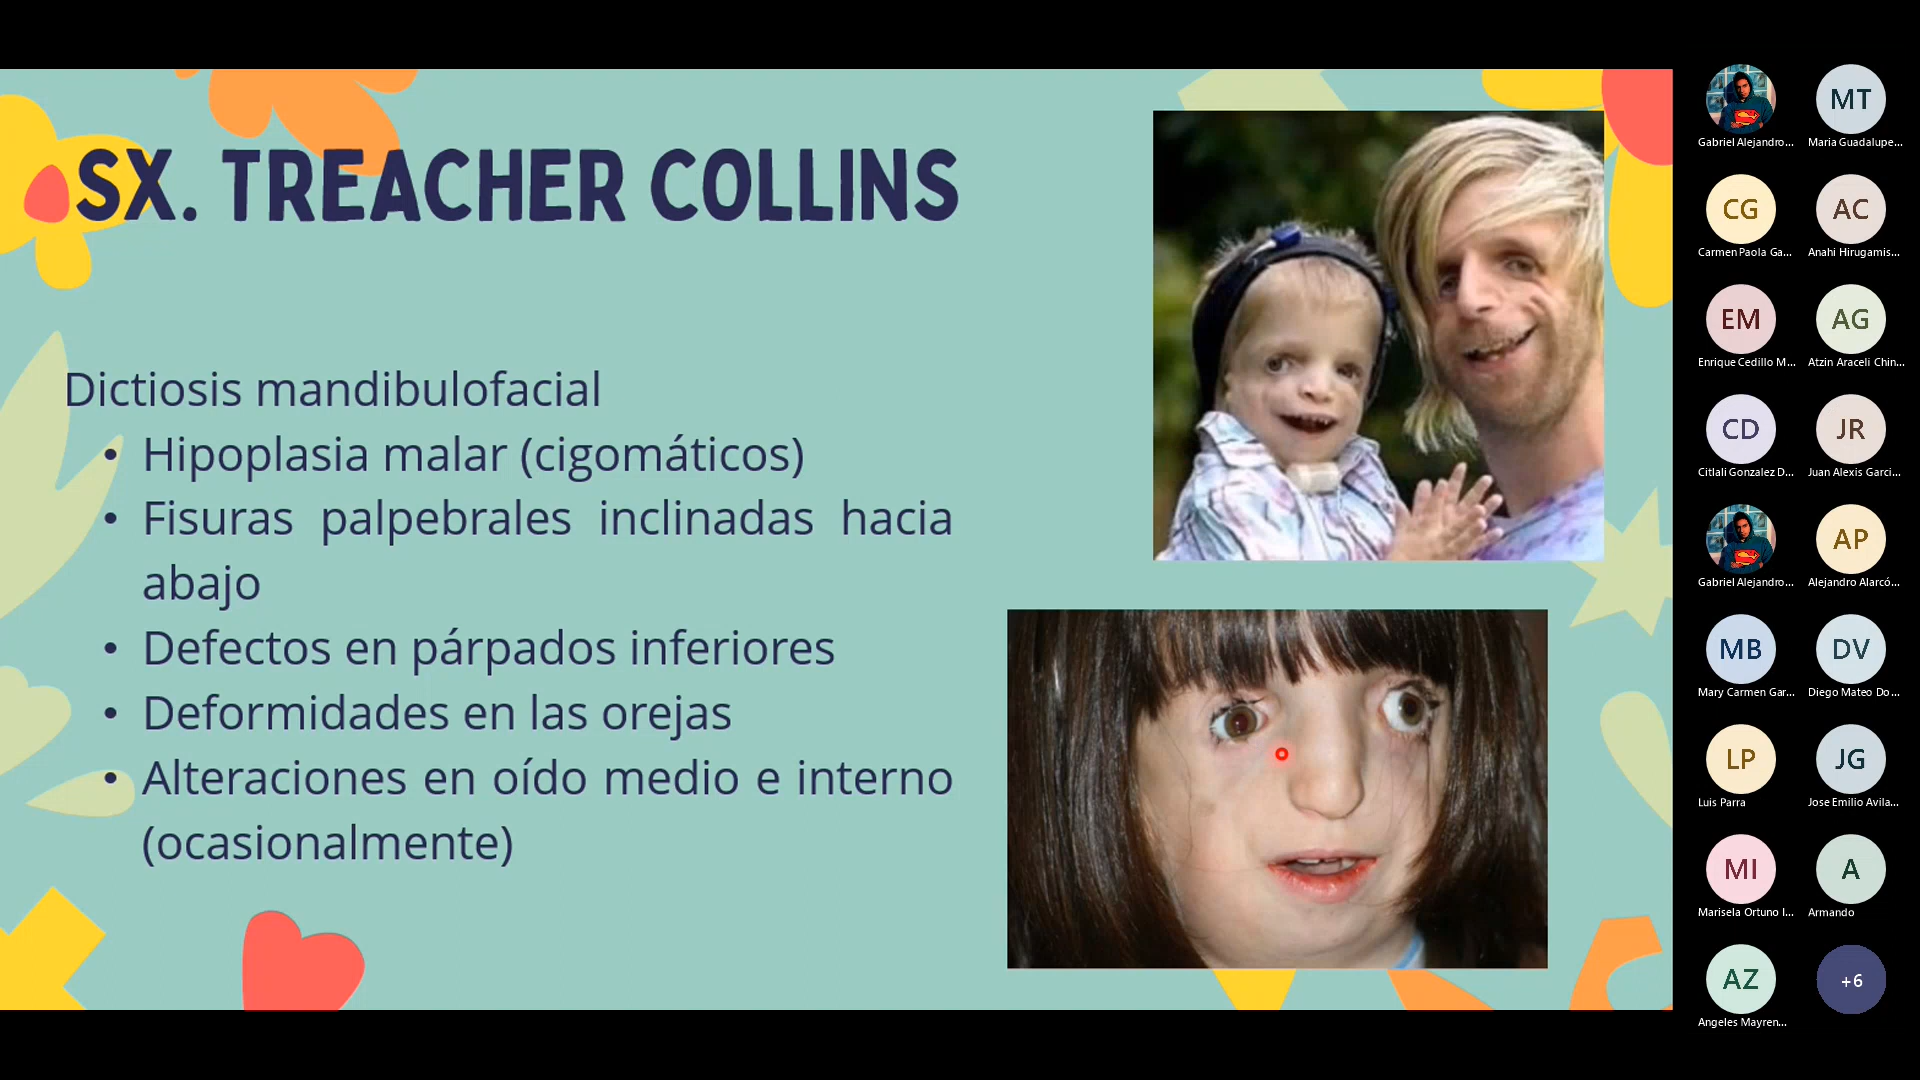 SX. TREACHER COLLINS
Dictiosis mandibulofacial
• Hipoplasia malar (cigomáticos)
• Fisuras palpebrales inclinadas hacia
abajo
• Defectos en párpados inferiores
• Deformidades en las orejas
• Alteraciones en oído medio e interno
(ocasionalmente)
MT
Gabriel Alejandro...
Maria Guadalupe...
CG
AC
Carmen Paola Ga...
Anahi Hirugamis...
EM
AG
Enrique Cedillo M...
Atzin Araceli Chin...
CD
JR
Citlali Gonzalez D...
Juan Alexis Garci...
AP
Gabriel Alejandro...
Alejandro Alarcó...
MB
DV
Mary Carmen Gar...
Diego Mateo Do...
LP
JG
Luis Parra
Jose Emilio Avila...
MI
A
Marisela Ortuno I...
Armando
AZ
+6
Angeles Mayren...